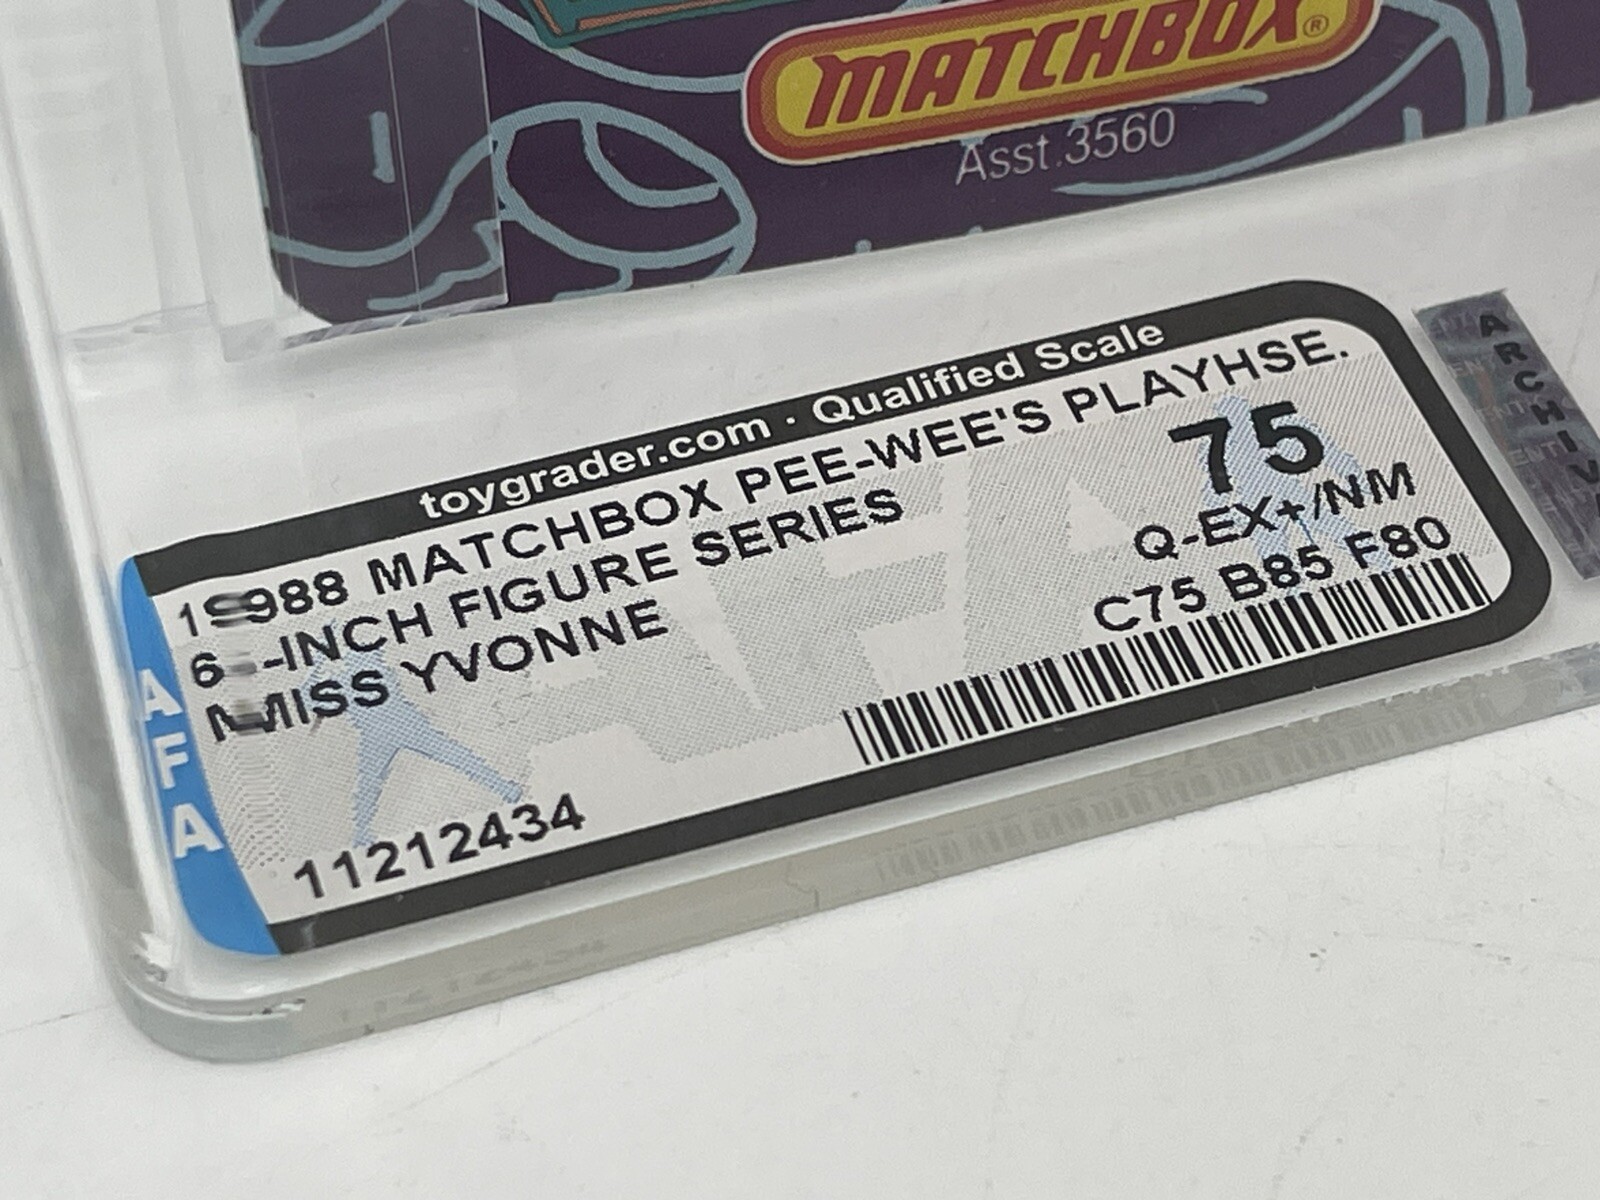 MATCHBOX®
Asst.3560
toygrader.com · Qualified Scale
1988 MATCHBOX PEE-WEE'S PLAYHSE.
6-INCH FIGURE SERIES
MISS YVONNE
75
Q-EX+/NM
C75 B85 F80
11212434
AFA